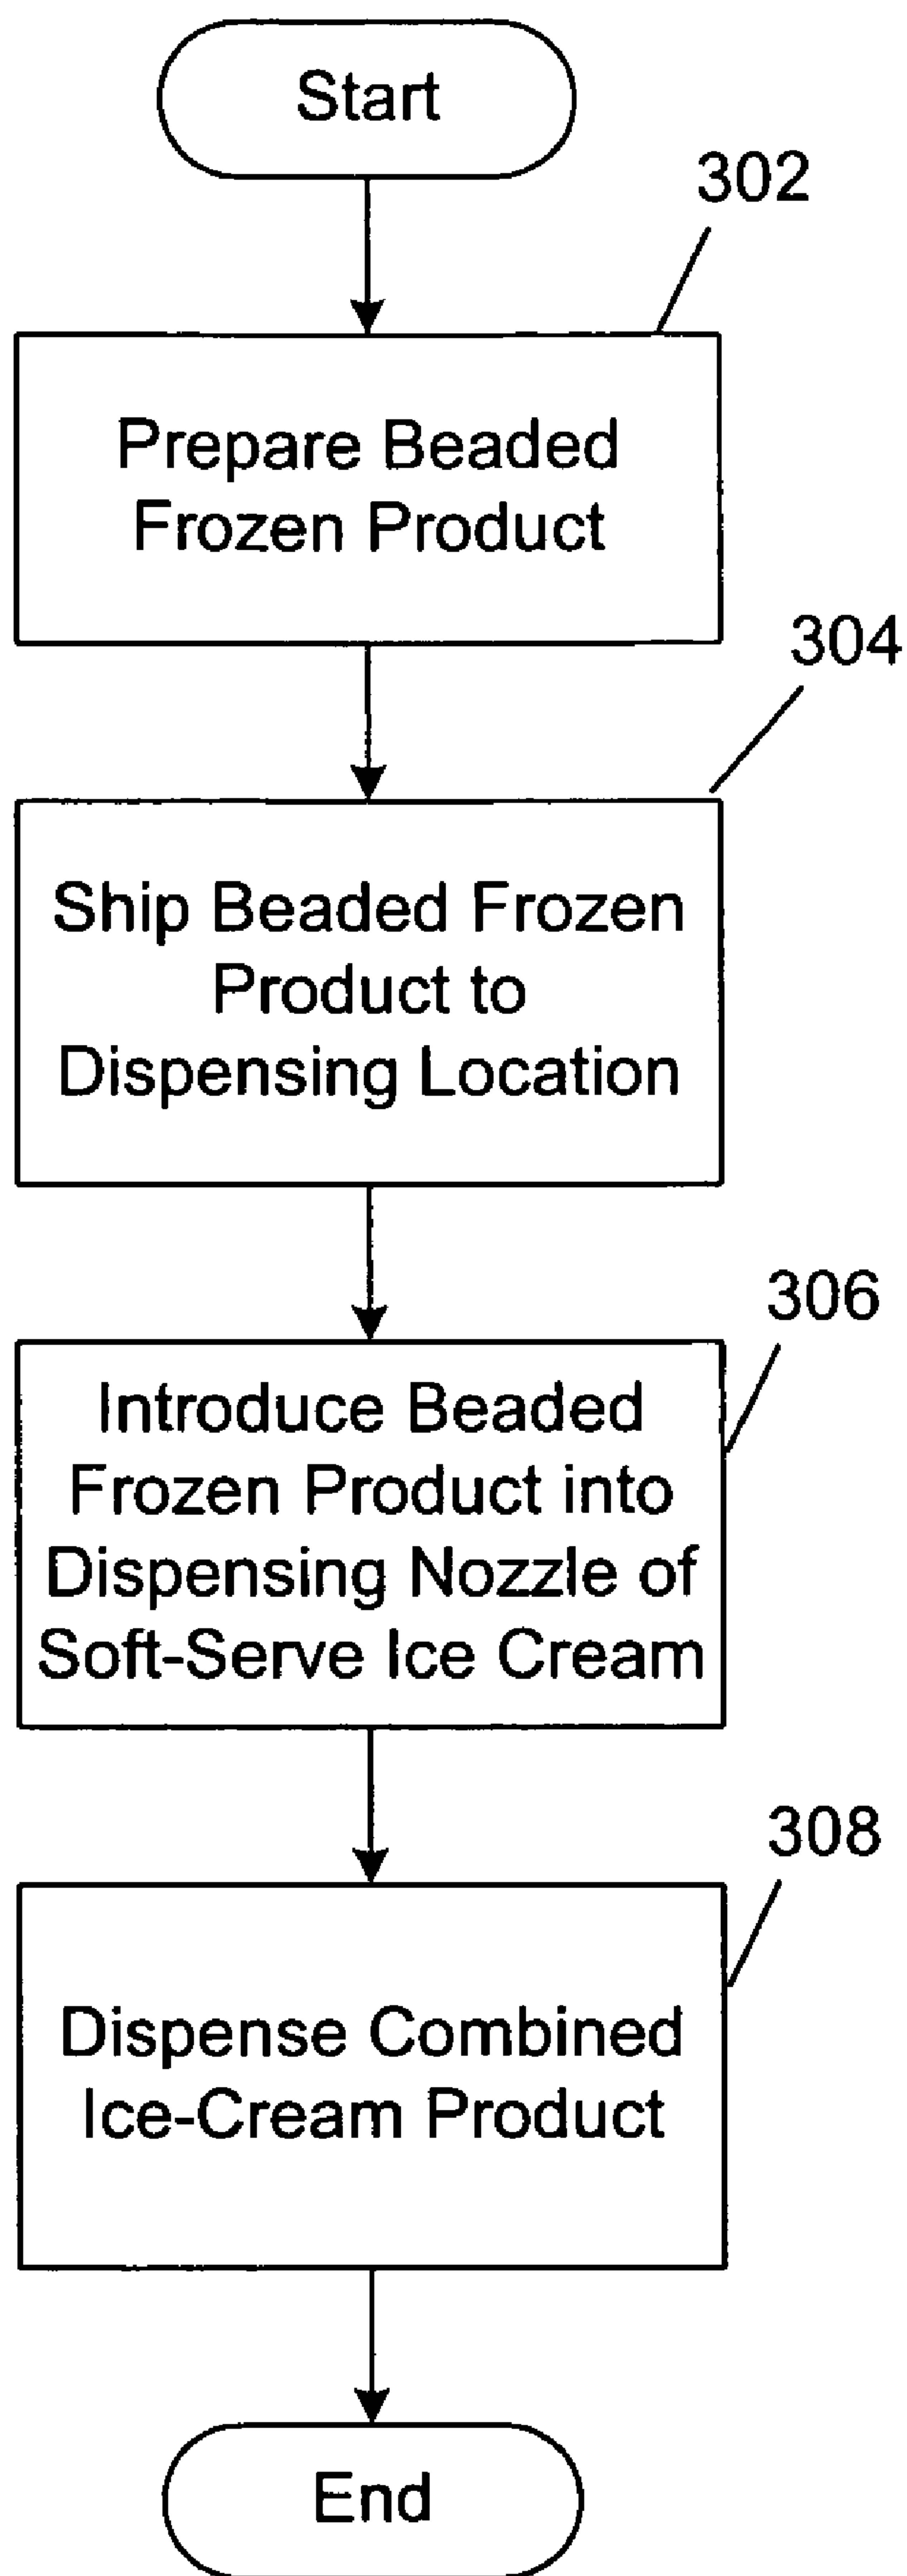 Start
302
Prepare Beaded
Frozen Product
304
Ship Beaded Frozen
Product to
Dispensing Location
306
Introduce Beaded
Frozen Product into
Dispensing Nozzle of
Soft-Serve Ice Cream
308
Dispense Combined
Ice-Cream Product
End